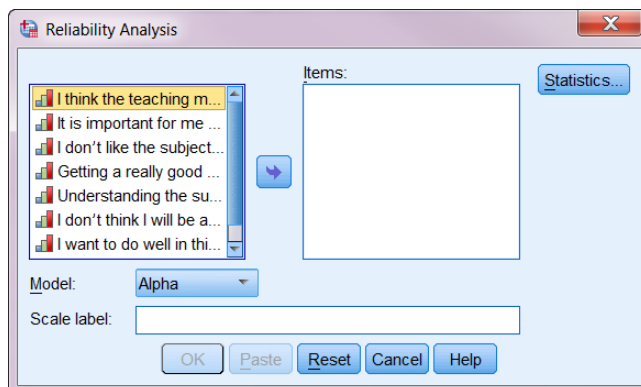 Reliability Analysis
Items:
Statistics...
I think the teaching m...
It is important for me ...
I don't like the subject...
Getting a really good ...
Understanding the su...
I don't think I will be a...
I want to do well in thi...
Model:
Alpha
Scale label:
OK Paste Reset Cancel Help